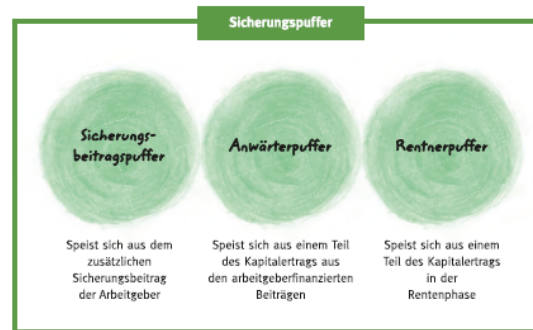 Sicherungspuffer
Sicherungs-
beitragspuffer
Anwärterpuffer
Rentnerpuffer
Speist sich aus dem
zusätzlichen
Sicherungsbeitrag
der Arbeitgeber
Speist sich aus einem Teil
des Kapitalertrags aus
den arbeitgeberfinanzierten
Beiträgen
Speist sich aus einem
Teil des Kapitalertrags
in der
Rentenphase